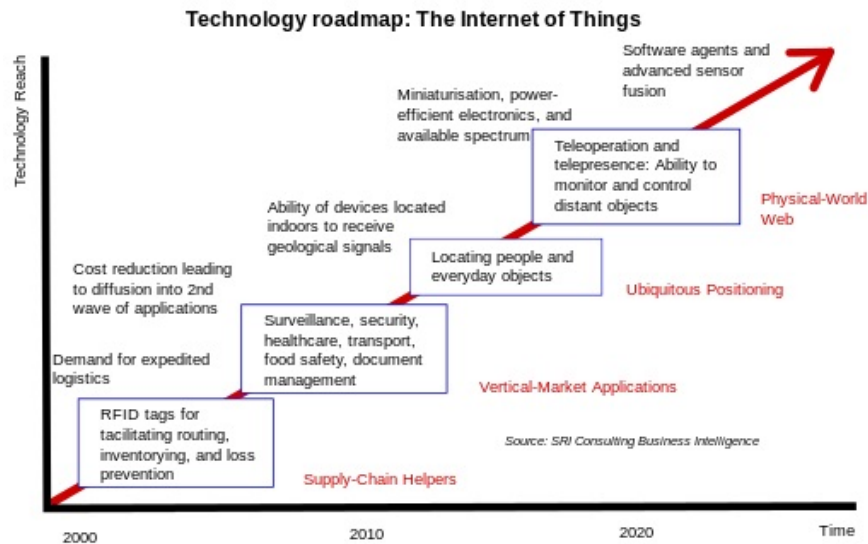 Technology roadmap: The Internet of Things
Technology Reach
Software agents and
advanced sensor
fusion
Miniaturisation, power-
efficient electronics, and
available spectrum
Teleoperation and
telepresence: Ability to
monitor and control
distant objects
Physical-World
Web
Ability of devices located
indoors to receive
geological signals
Locating people and
everyday objects
Ubiquitous Positioning
Cost reduction leading
to diffusion into 2nd
wave of applications
Surveillance, security,
healthcare, transport,
food safety, document
management
Vertical-Market Applications
Demand for expedited
logistics
RFID tags for
tacilitating routing,
inventorying, and loss
prevention
Supply-Chain Helpers
Source: SRI Consulting Business Intelligence
2000
2010
2020
Time